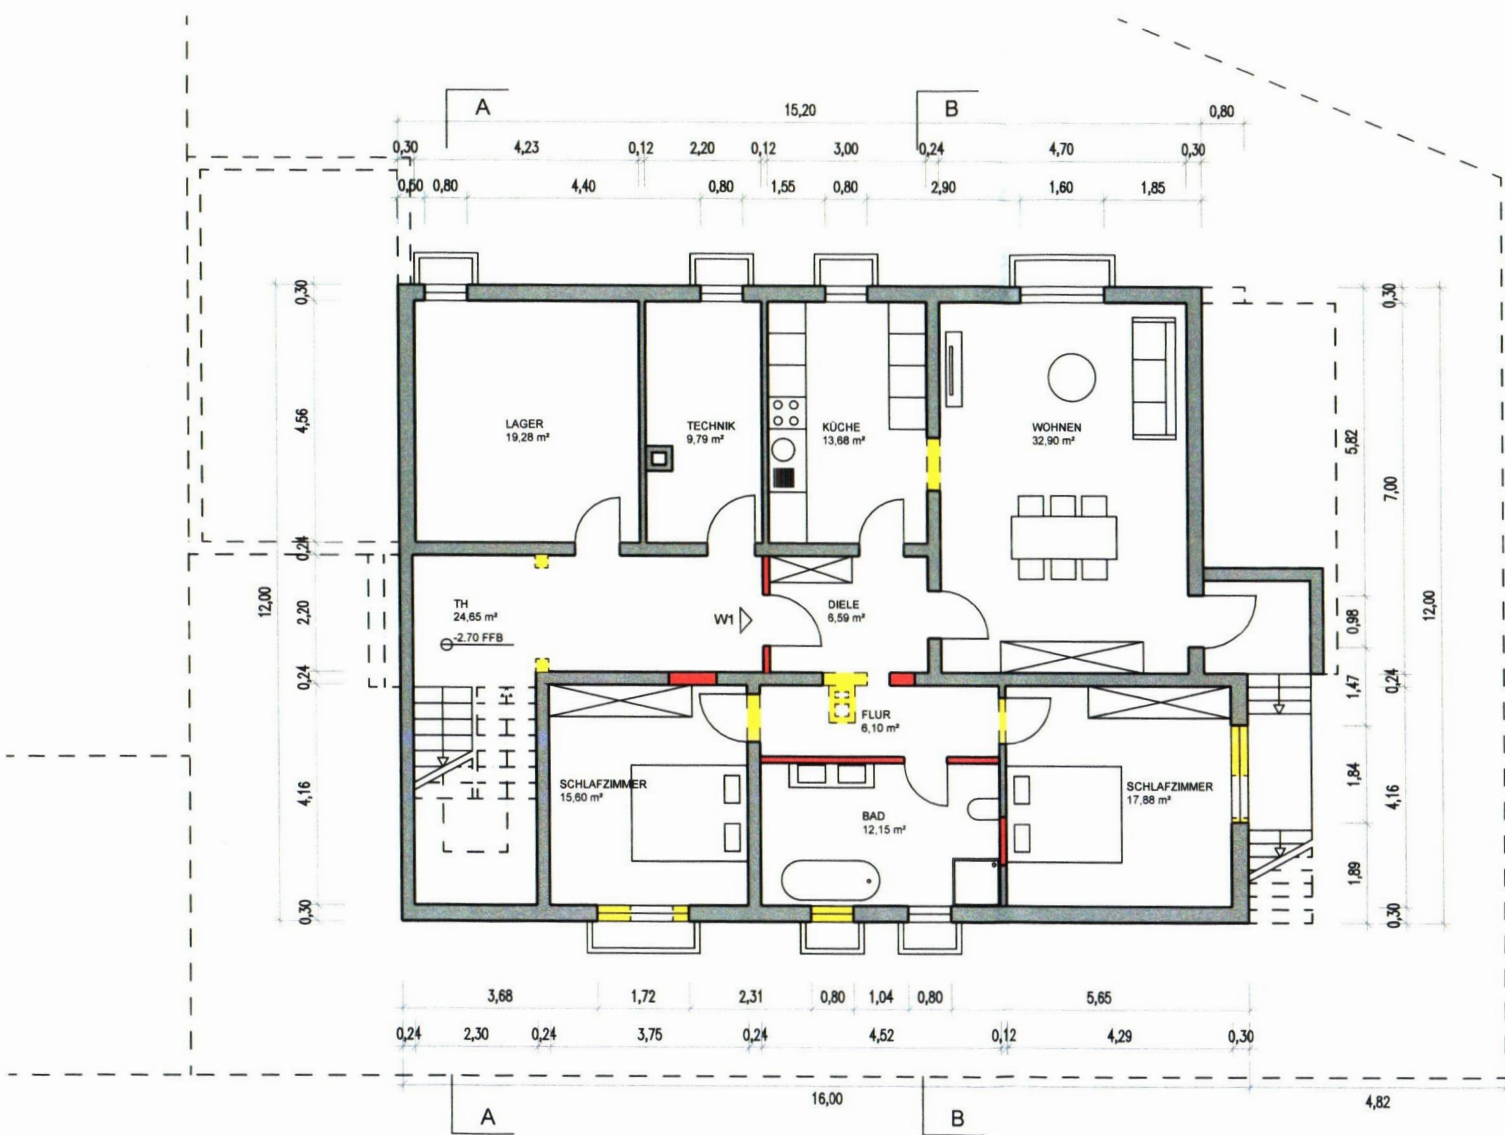 A
B
15,20
0,80
0,30
4,23
0,12
2,20
0,12
3,00
0,24
4,70
0,30
0,50
0,80
4,40
0,80
1,55
0,80
2,90
1,60
1,85
0,30
4,56
0,24
2,20
0,24
4,16
0,30
12,00
LAGER
19,28 m²
TECHNIK
9,79 m²
KÜCHE
13,68 m²
WOHNEN
32,90 m²
TH
24,65 m²
-2.70 FFB
W1
DIELE
6,59 m²
FLUR
6,10 m²
SCHLAFZIMMER
15,60 m²
BAD
12,15 m²
SCHLAFZIMMER
17,88 m²
5,82
0,98
1,47
1,84
1,89
0,30
7,00
0,24
4,16
0,30
12,00
3,68
1,72
2,31
0,80
1,04
0,80
5,65
0,24
2,30
0,24
3,75
0,24
4,52
0,12
4,29
0,30
16,00
4,82
A
B